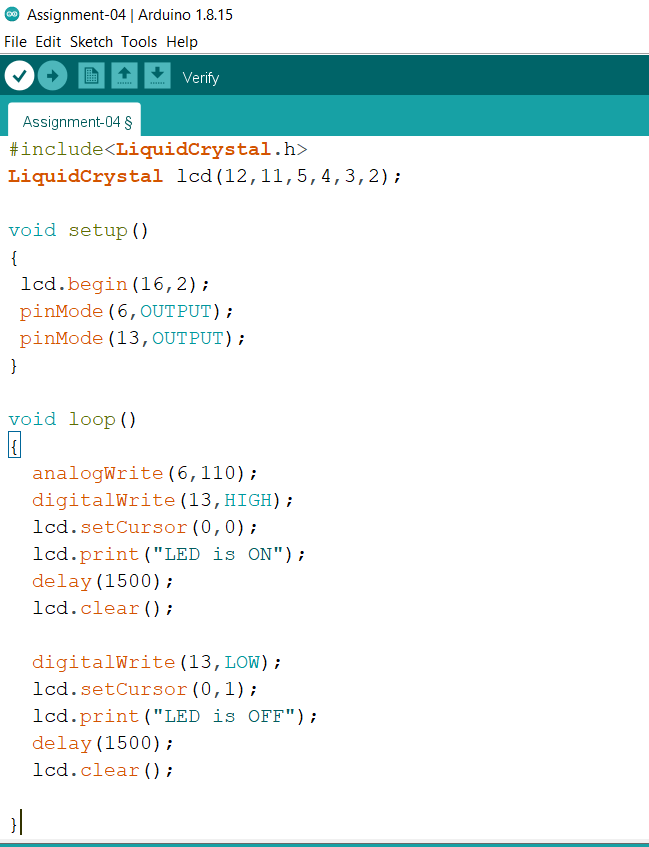 Assignment-04 | Arduino 1.8.15
File Edit Sketch Tools Help
Verify
Assignment-04 §
#include<LiquidCrystal.h>
LiquidCrystal lcd(12,11,5,4,3,2);
void setup()
{
lcd.begin(16,2);
pinMode(6,OUTPUT);
pinMode(13,OUTPUT);
}
void loop()
{
analogWrite(6,110);
digitalWrite(13,HIGH);
lcd.setCursor(0,0);
lcd.print("LED is ON");
delay(1500);
lcd.clear();
digitalWrite(13,LOW);
lcd.setCursor(0,1);
lcd.print("LED is OFF");
delay(1500);
lcd.clear();
}